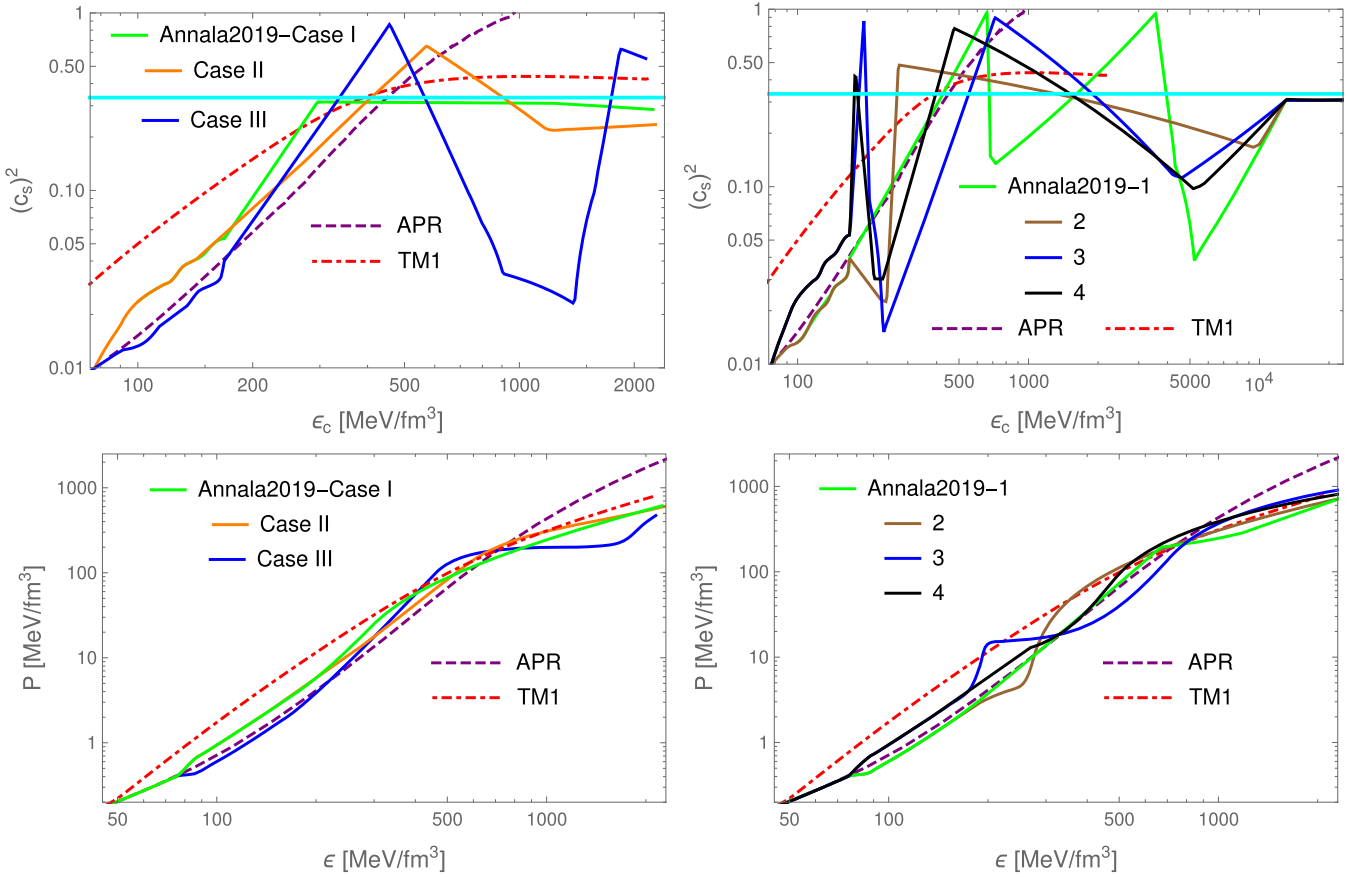 1
0.50
0.10
0.05
0.01
(c_s)^2
Annala2019-Case I
Case II
Case III
APR
TM1
100
200
500
1000
2000
ϵ_c [MeV/fm^3]
1
0.50
0.10
0.05
0.01
(c_s)^2
Annala2019-1
2
3
4
APR
TM1
100
500
1000
5000
10^4
ϵ_c [MeV/fm^3]
1000
100
10
1
P [MeV/fm^3]
Annala2019-Case I
Case II
Case III
APR
TM1
50
100
500
1000
ϵ [MeV/fm^3]
1000
100
10
1
P [MeV/fm^3]
Annala2019-1
2
3
4
APR
TM1
50
100
500
1000
ϵ [MeV/fm^3]